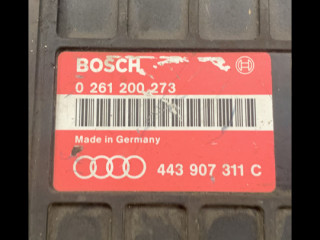 BOSCH
0 261 200 273
Made in Germany
443 907 311 C